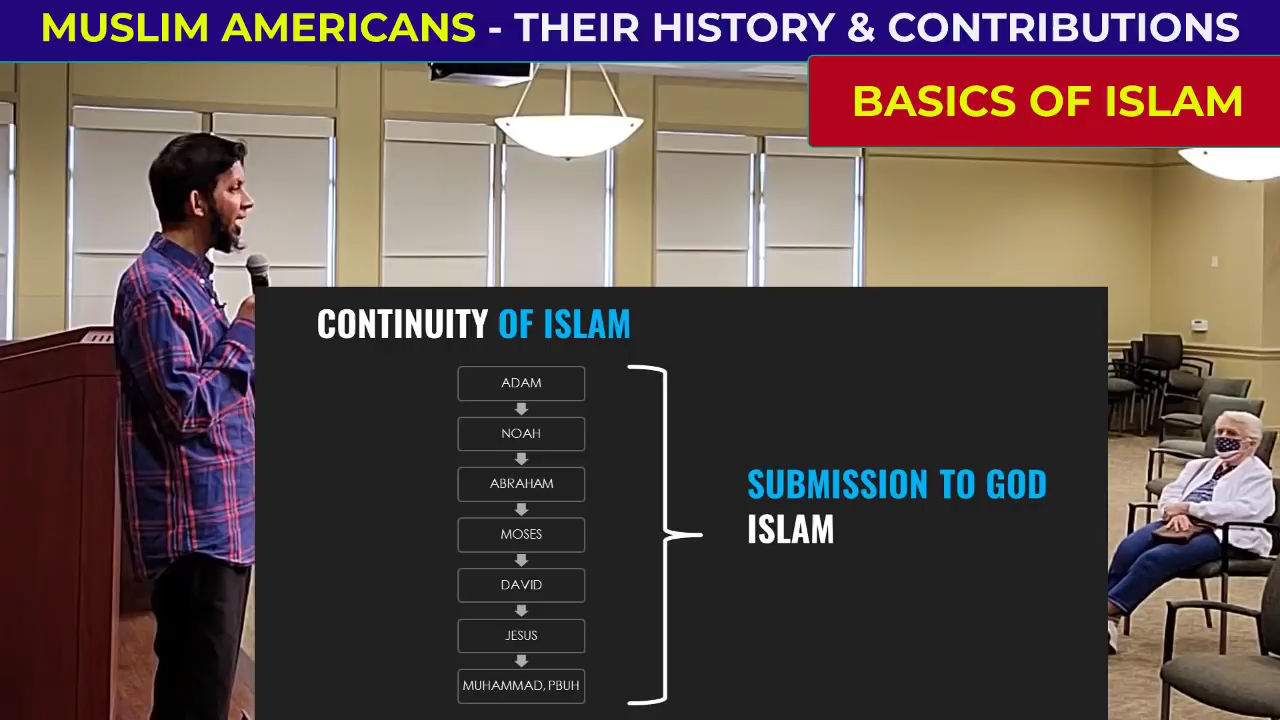 MUSLIM AMERICANS - THEIR HISTORY & CONTRIBUTIONS
BASICS OF ISLAM
CONTINUITY OF ISLAM
ADAM
NOAH
ABRAHAM
MOSES
DAVID
JESUS
MUHAMMAD, PBUH
SUBMISSION TO GOD
ISLAM